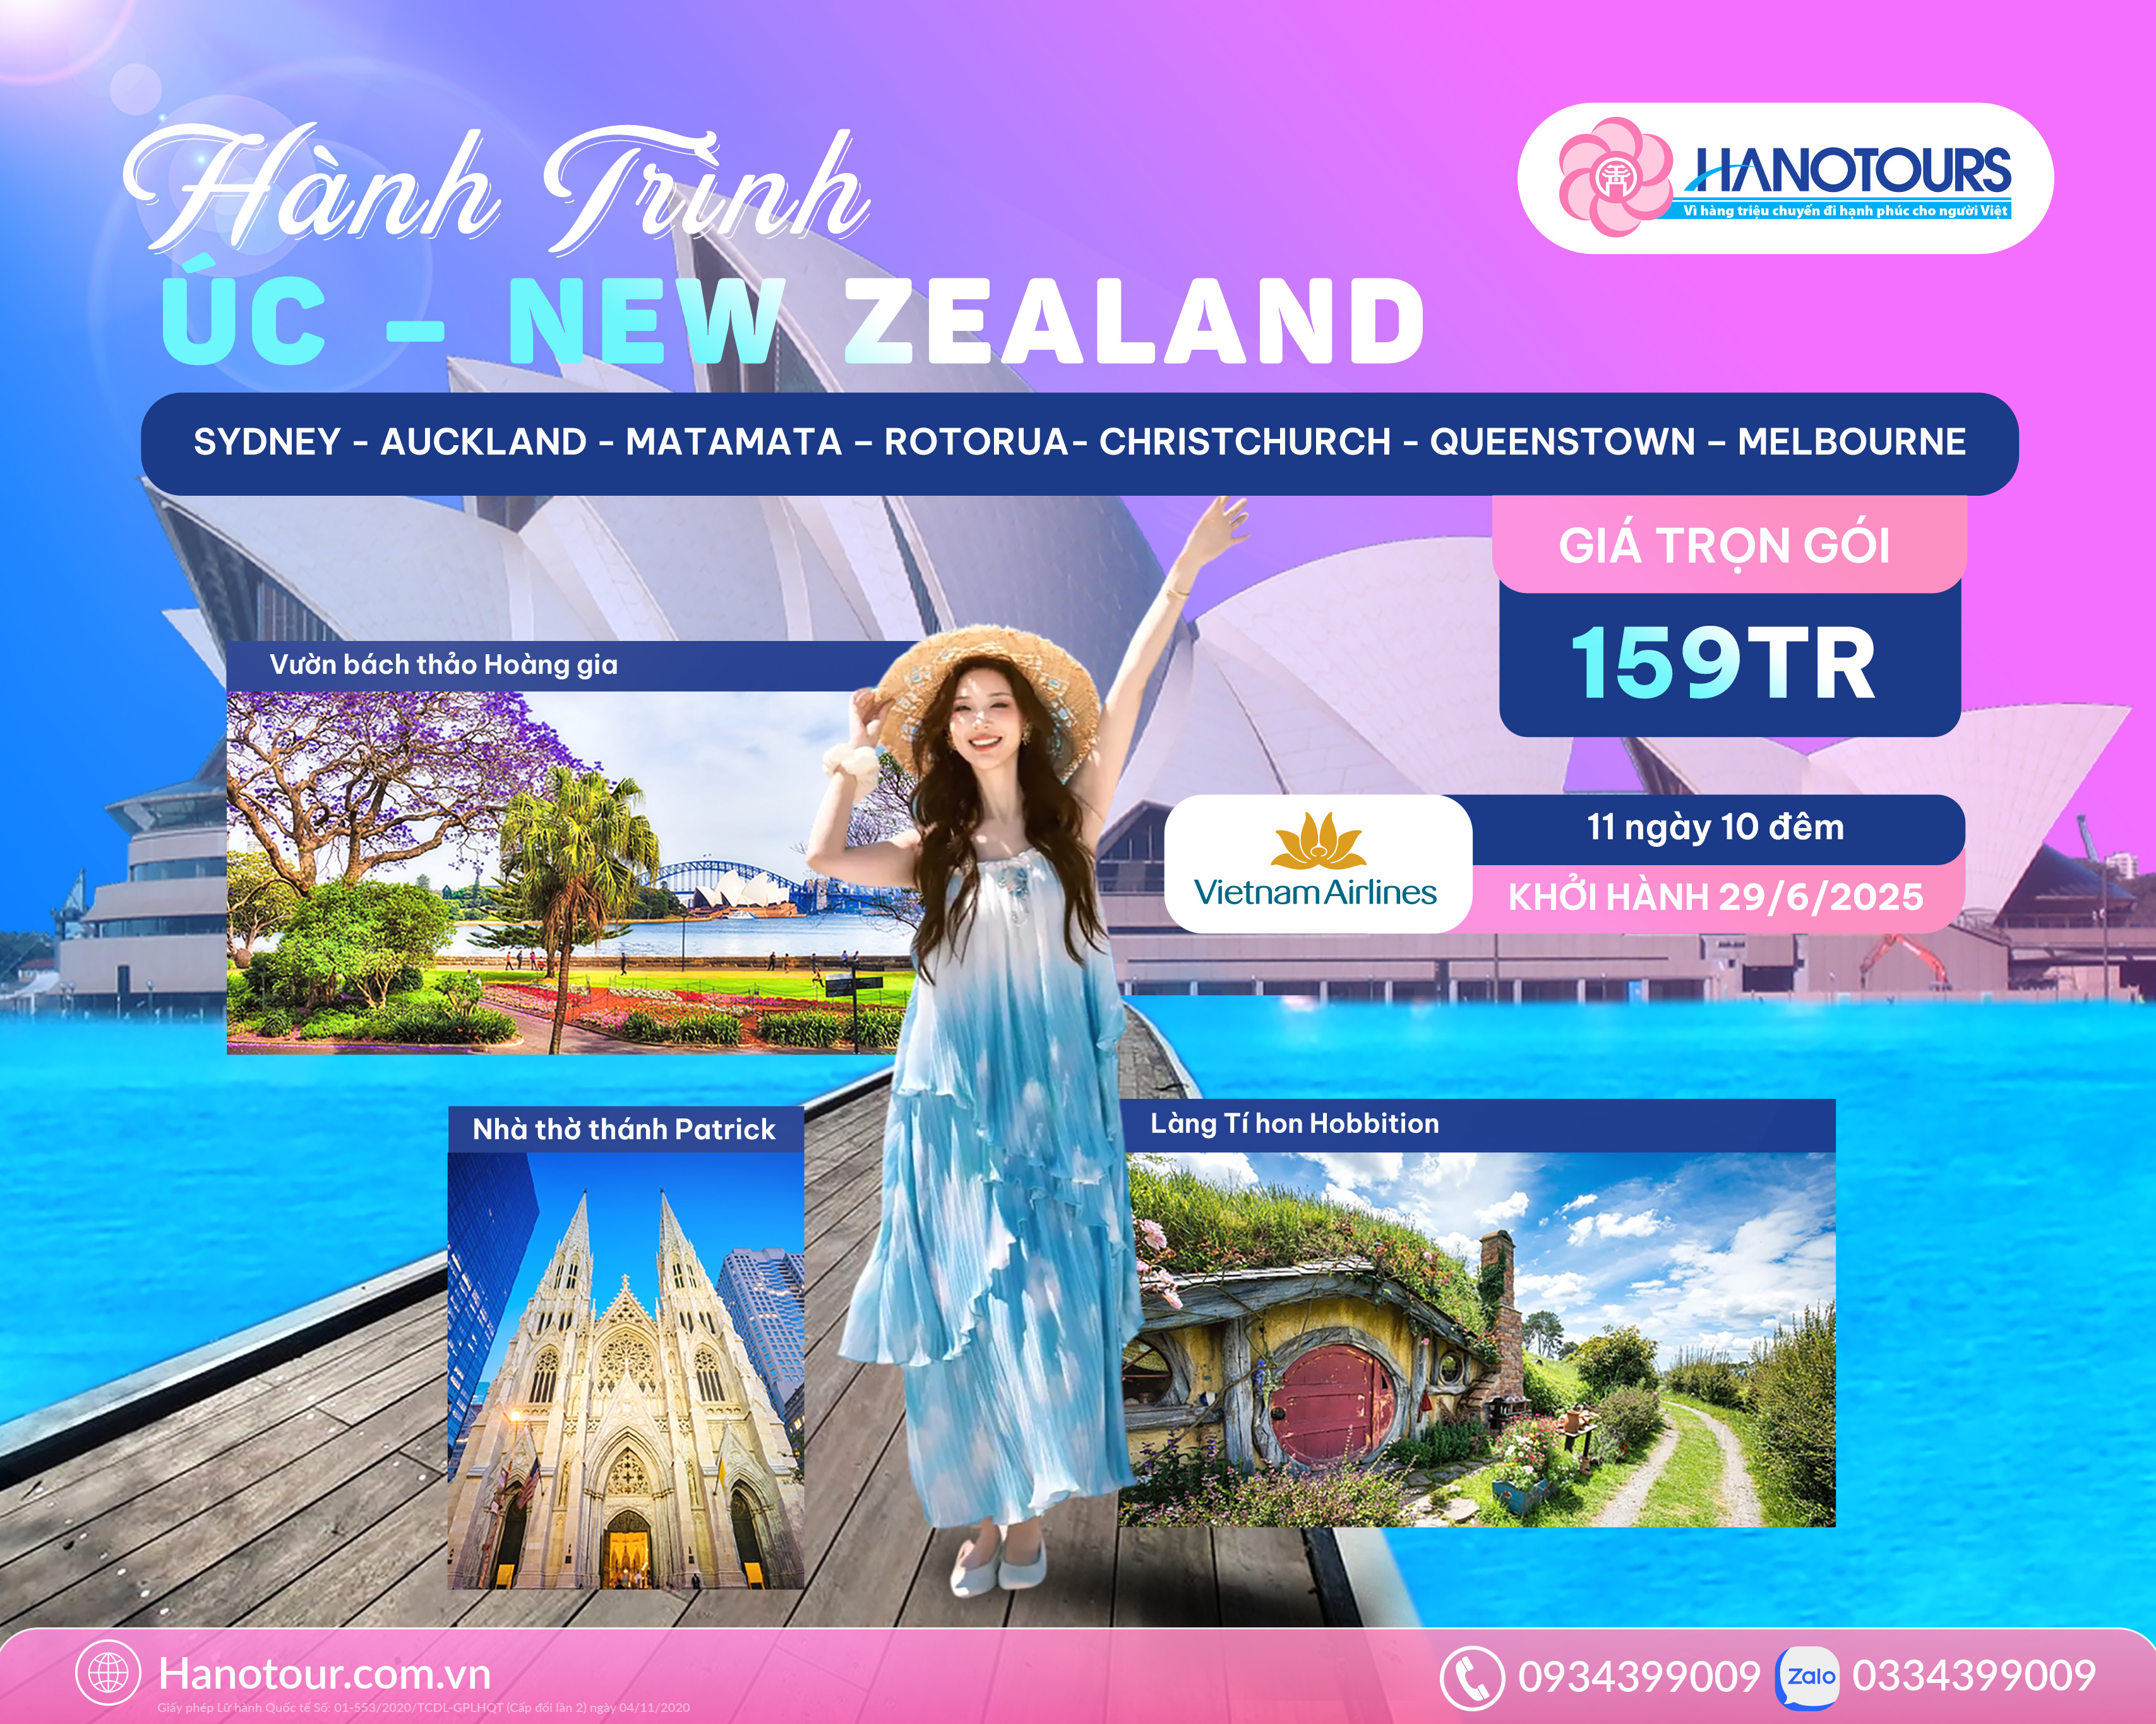 Hành Trình
ÚC - NEW ZEALAND
HANOTOURS
Vì hàng triệu chuyến đi hạnh phúc cho người Việt
SYDNEY - AUCKLAND - MATAMATA – ROTORUA- CHRISTCHURCH - QUEENSTOWN – MELBOURNE
GIÁ TRỌN GÓI
159TR
Vườn bách thảo Hoàng gia
Vietnam Airlines
11 ngày 10 đêm
KHỞI HÀNH 29/6/2025
Nhà thờ thánh Patrick
Làng Tí hon Hobbition
Hanotour.com.vn
Giấy phép Lữ hành Quốc tế Số: 01-553/2020/TCDL-GPLHQT (Cấp đổi lần 2) ngày 04/11/2020
0934399009
Zalo
0334399009